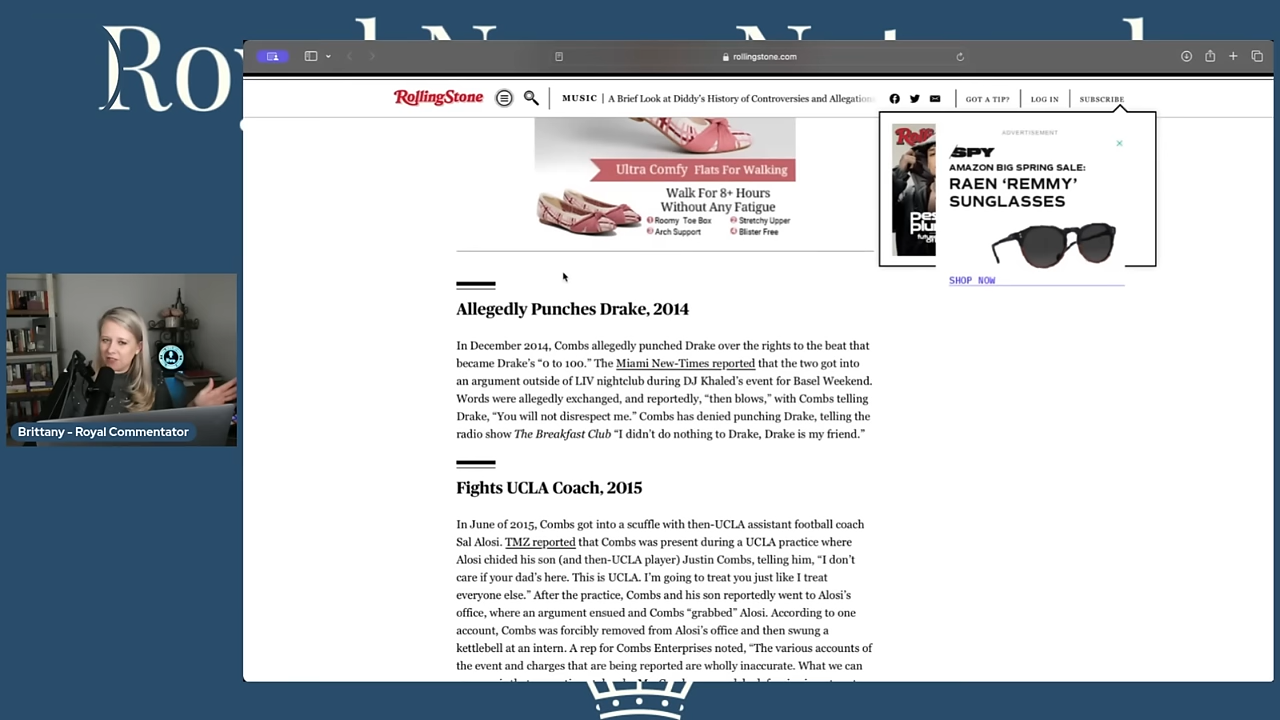 rollingstone.com
RollingStone
MUSIC | A Brief Look at Diddy's History of Controversies and Allegations
GOT A TIP?
LOG IN
SUBSCRIBE
Ultra Comfy Flats For Walking
Walk For 8+ Hours
Without Any Fatigue
1 Roomy Toe Box
3 Stretchy Upper
2 Arch Support
4 Blister Free
ADVERTISEMENT
SPY
AMAZON BIG SPRING SALE:
RAEN ‘REMMY’
SUNGLASSES
SHOP NOW
Allegedly Punches Drake, 2014
In December 2014, Combs allegedly punched Drake over the rights to the beat that
became Drake’s “0 to 100.” The Miami New-Times reported that the two got into
an argument outside of LIV nightclub during DJ Khaled’s event for Basel Weekend.
Words were allegedly exchanged, and reportedly, “then blows,” with Combs telling
Drake, “You will not disrespect me.” Combs has denied punching Drake, telling the
radio show The Breakfast Club “I didn’t do nothing to Drake, Drake is my friend.”
Fights UCLA Coach, 2015
In June of 2015, Combs got into a scuffle with then-UCLA assistant football coach
Sal Alosi. TMZ reported that Combs was present during a UCLA practice where
Alosi chided his son (and then-UCLA player) Justin Combs, telling him, “I don’t
care if your dad’s here. This is UCLA. I’m going to treat you just like I treat
everyone else.” After the practice, Combs and his son reportedly went to Alosi’s
office, where an argument ensued and Combs “grabbed” Alosi. According to one
account, Combs was forcibly removed from Alosi’s office and then swung a
kettlebell at an intern. A rep for Combs Enterprises noted, “The various accounts of
the event and charges that are being reported are wholly inaccurate. What we can
Brittany - Royal Commentator